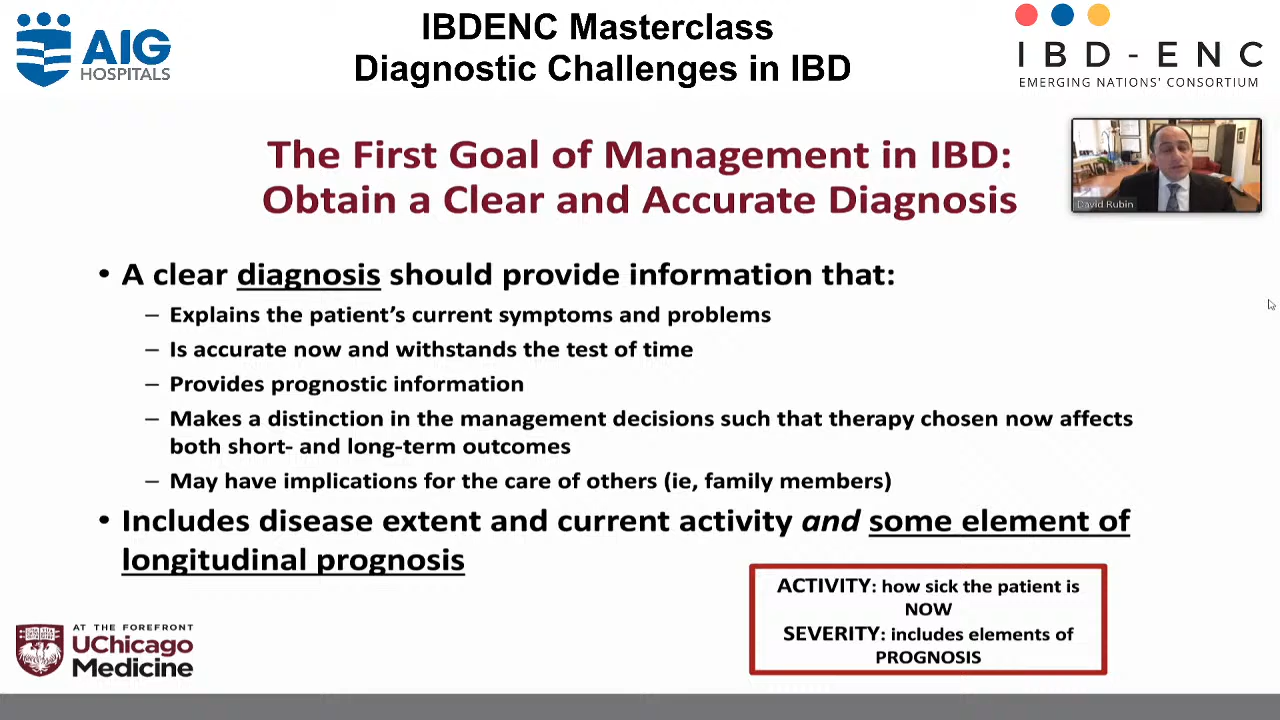 AIG
HOSPITALS
IBDENC Masterclass
Diagnostic Challenges in IBD
IBD-ENC
EMERGING NATIONS' CONSORTIUM
The First Goal of Management in IBD:
Obtain a Clear and Accurate Diagnosis
David Rubin
• A clear diagnosis should provide information that:
– Explains the patient’s current symptoms and problems
– Is accurate now and withstands the test of time
– Provides prognostic information
– Makes a distinction in the management decisions such that therapy chosen now affects
both short- and long-term outcomes
– May have implications for the care of others (ie, family members)
• Includes disease extent and current activity and some element of
longitudinal prognosis
ACTIVITY: how sick the patient is
NOW
SEVERITY: includes elements of
PROGNOSIS
AT THE FOREFRONT
UChicago
Medicine